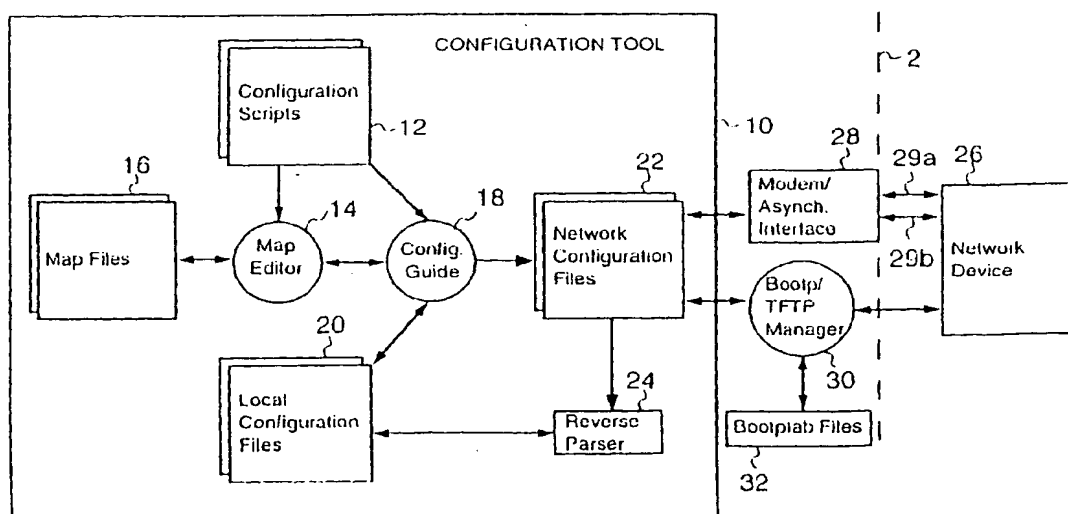 CONFIGURATION TOOL
2
Configuration
Scripts
12
10
28
29a
26
16
22
Modem/
Asynch.
Interface
18
14
Map Files
Map
Editor
Config.
Guide
Network
Configuration
Files
29b
Network
Device
Bootp/
TFTP
Manager
20
30
24
Local
Configuration
Files
Reverse
Parser
Bootptab Files
32